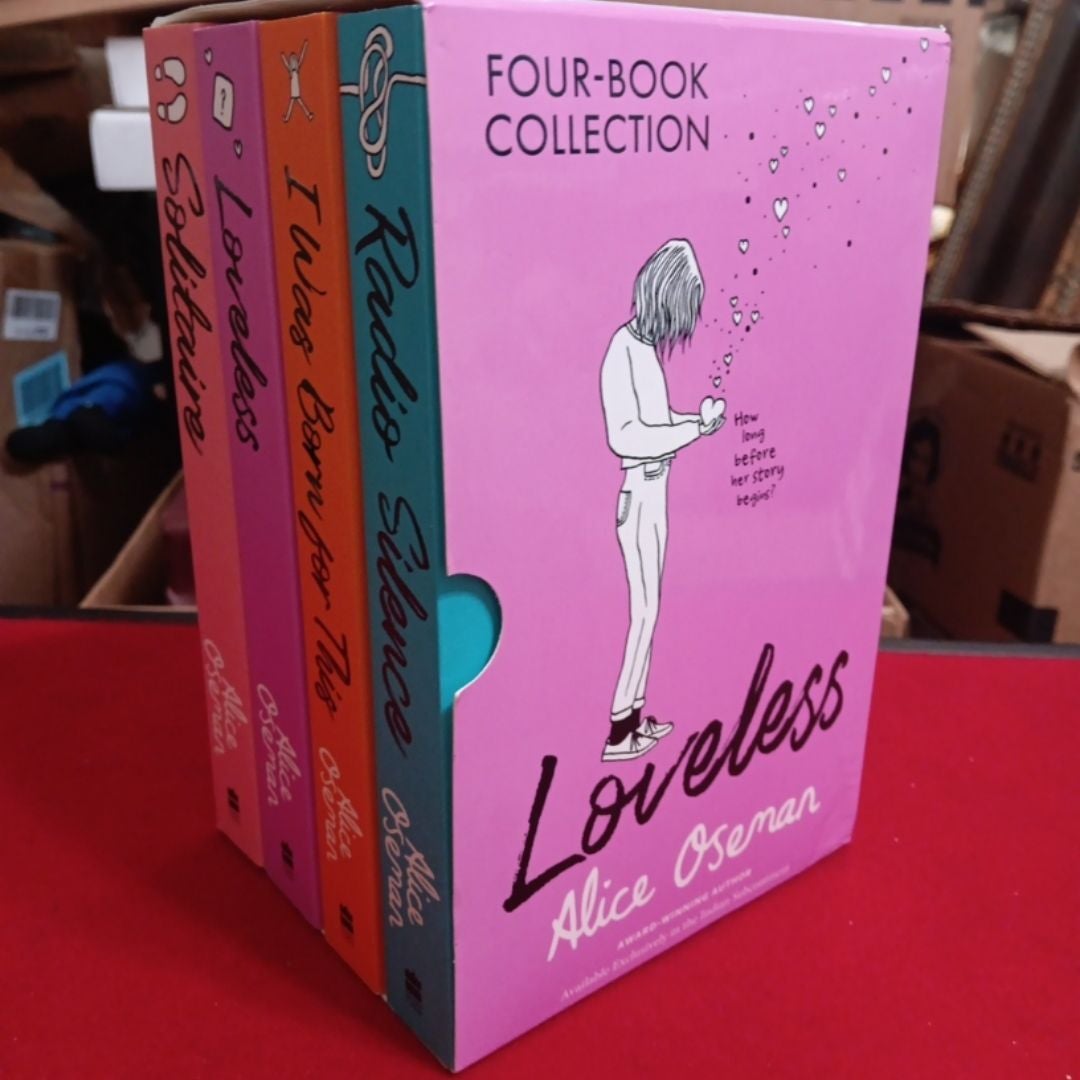 Solitaire
Alice
Oseman
?
Loveless
Alice
Oseman
I Was Born for This
Alice
Oseman
Radio Silence
Alice
Oseman
FOUR-BOOK
COLLECTION
How
long
before
her story
begins?
Loveless
Alice Oseman
AWARD-WINNING AUTHOR
Available Exclusively in the Indian Subcontinent